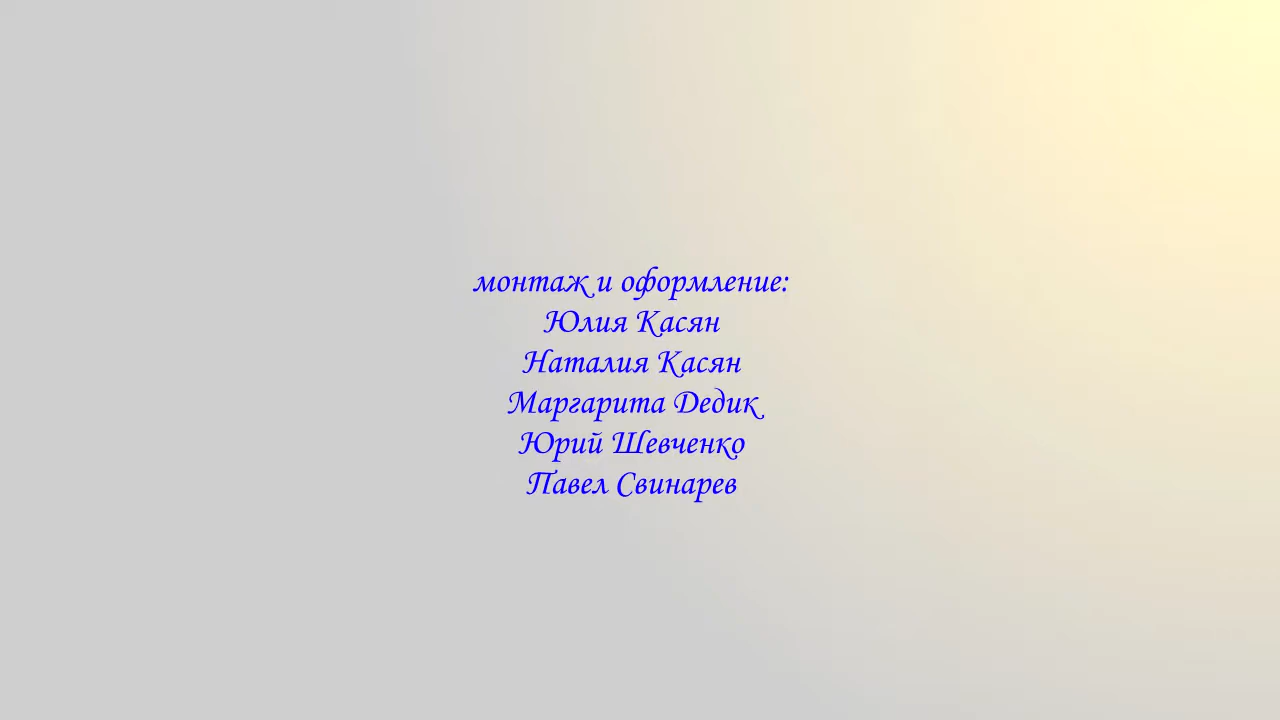 монтаж и оформление:
Юлия Касян
Наталия Касян
Маргарита Дедик
Юрий Шевченко
Павел Свинарев